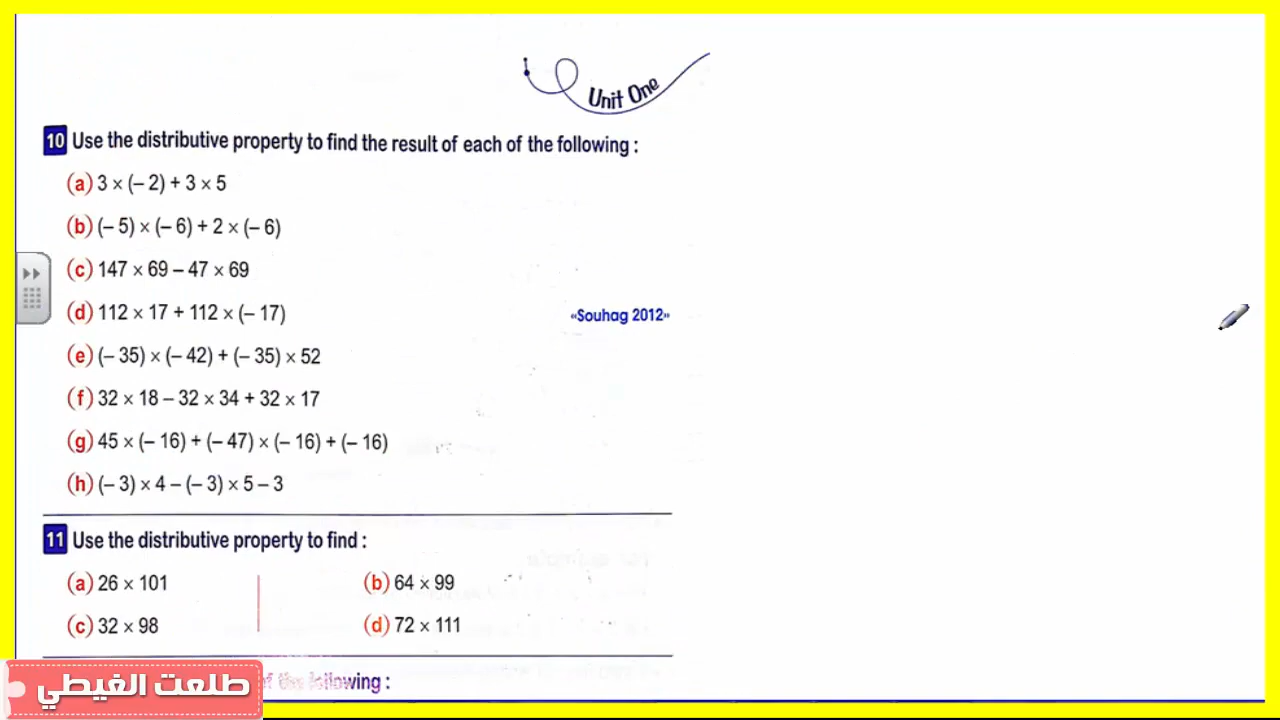 Unit One
10 Use the distributive property to find the result of each of the following :
(a) 3 × (– 2) + 3 × 5
(b) (– 5) × (– 6) + 2 × (– 6)
(c) 147 × 69 – 47 × 69
(d) 112 × 17 + 112 × (– 17) «Souhag 2012»
(e) (– 35) × (– 42) + (– 35) × 52
(f) 32 × 18 – 32 × 34 + 32 × 17
(g) 45 × (– 16) + (– 47) × (– 16) + (– 16)
(h) (– 3) × 4 – (– 3) × 5 – 3
11 Use the distributive property to find :
(a) 26 × 101 (b) 64 × 99
(c) 32 × 98 (d) 72 × 111
of the following :
طلعت الغيطي